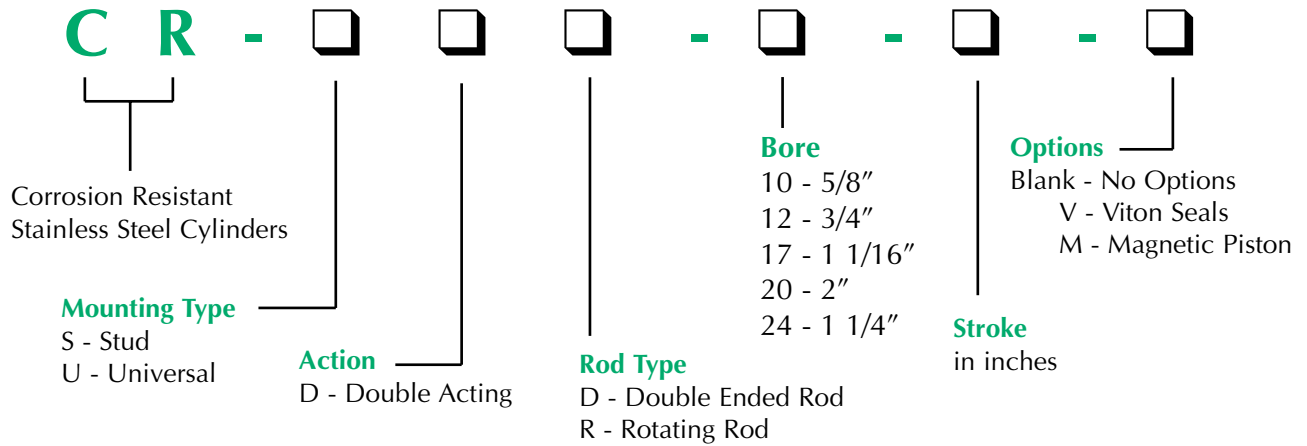 C R - ❑ ❑ ❑ - ❑ - ❑ - ❑
Corrosion Resistant
Stainless Steel Cylinders
Mounting Type
S - Stud
U - Universal
Action
D - Double Acting
Rod Type
D - Double Ended Rod
R - Rotating Rod
Bore
10 - 5/8″
12 - 3/4″
17 - 1 1/16″
20 - 2″
24 - 1 1/4″
Stroke
in inches
Options
Blank - No Options
V - Viton Seals
M - Magnetic Piston